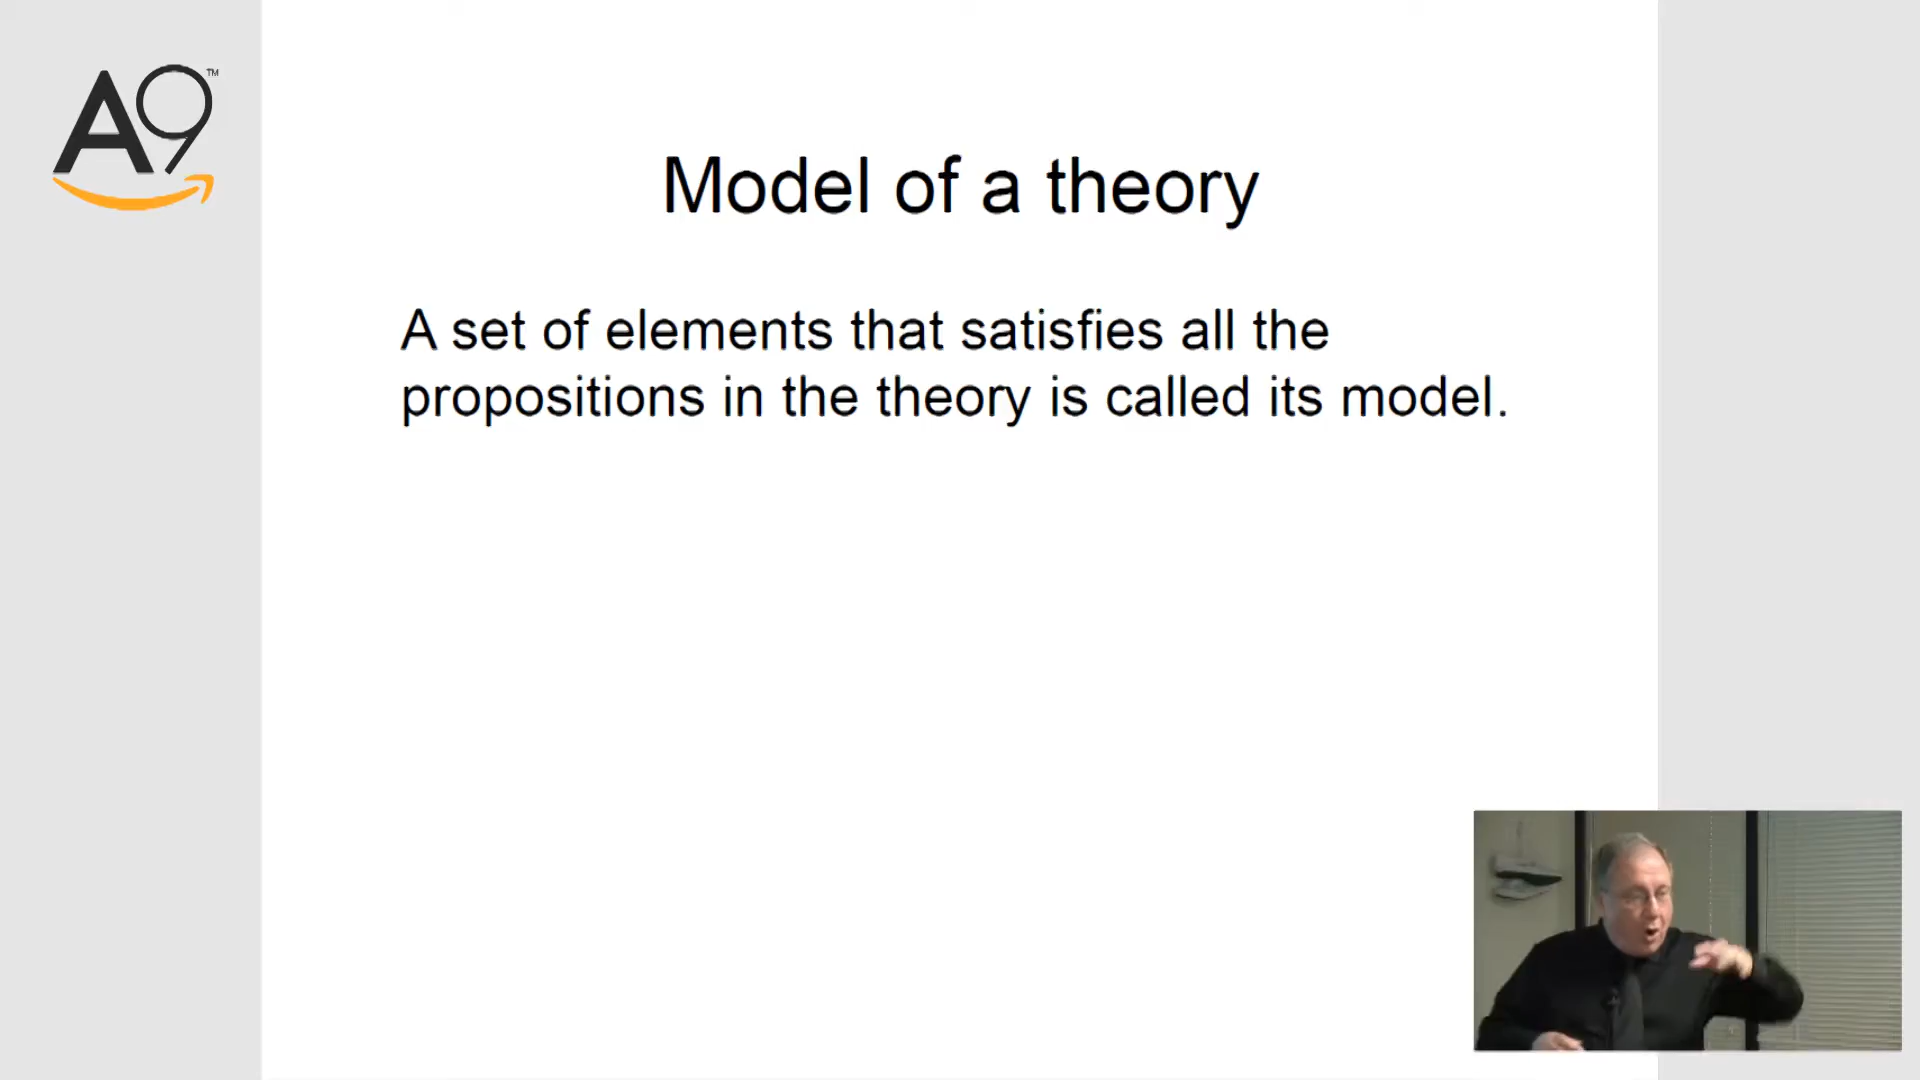 A9™
Model of a theory
A set of elements that satisfies all the
propositions in the theory is called its model.